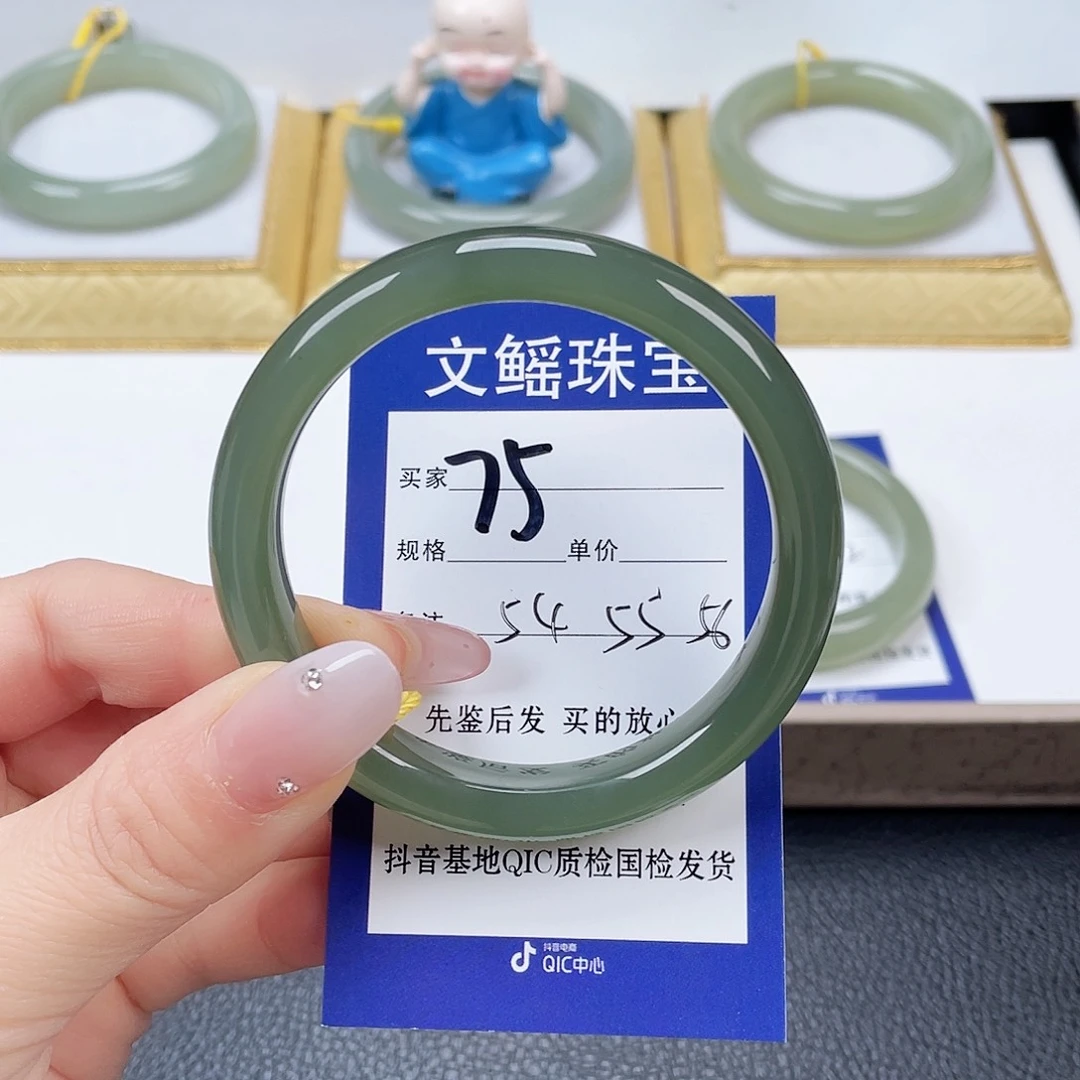 文鳐珠宝
买家 75
规格 单价
54 55 56
先鉴后发 买的放心
抖音基地QIC质检国检发货
抖音电商
QIC中心